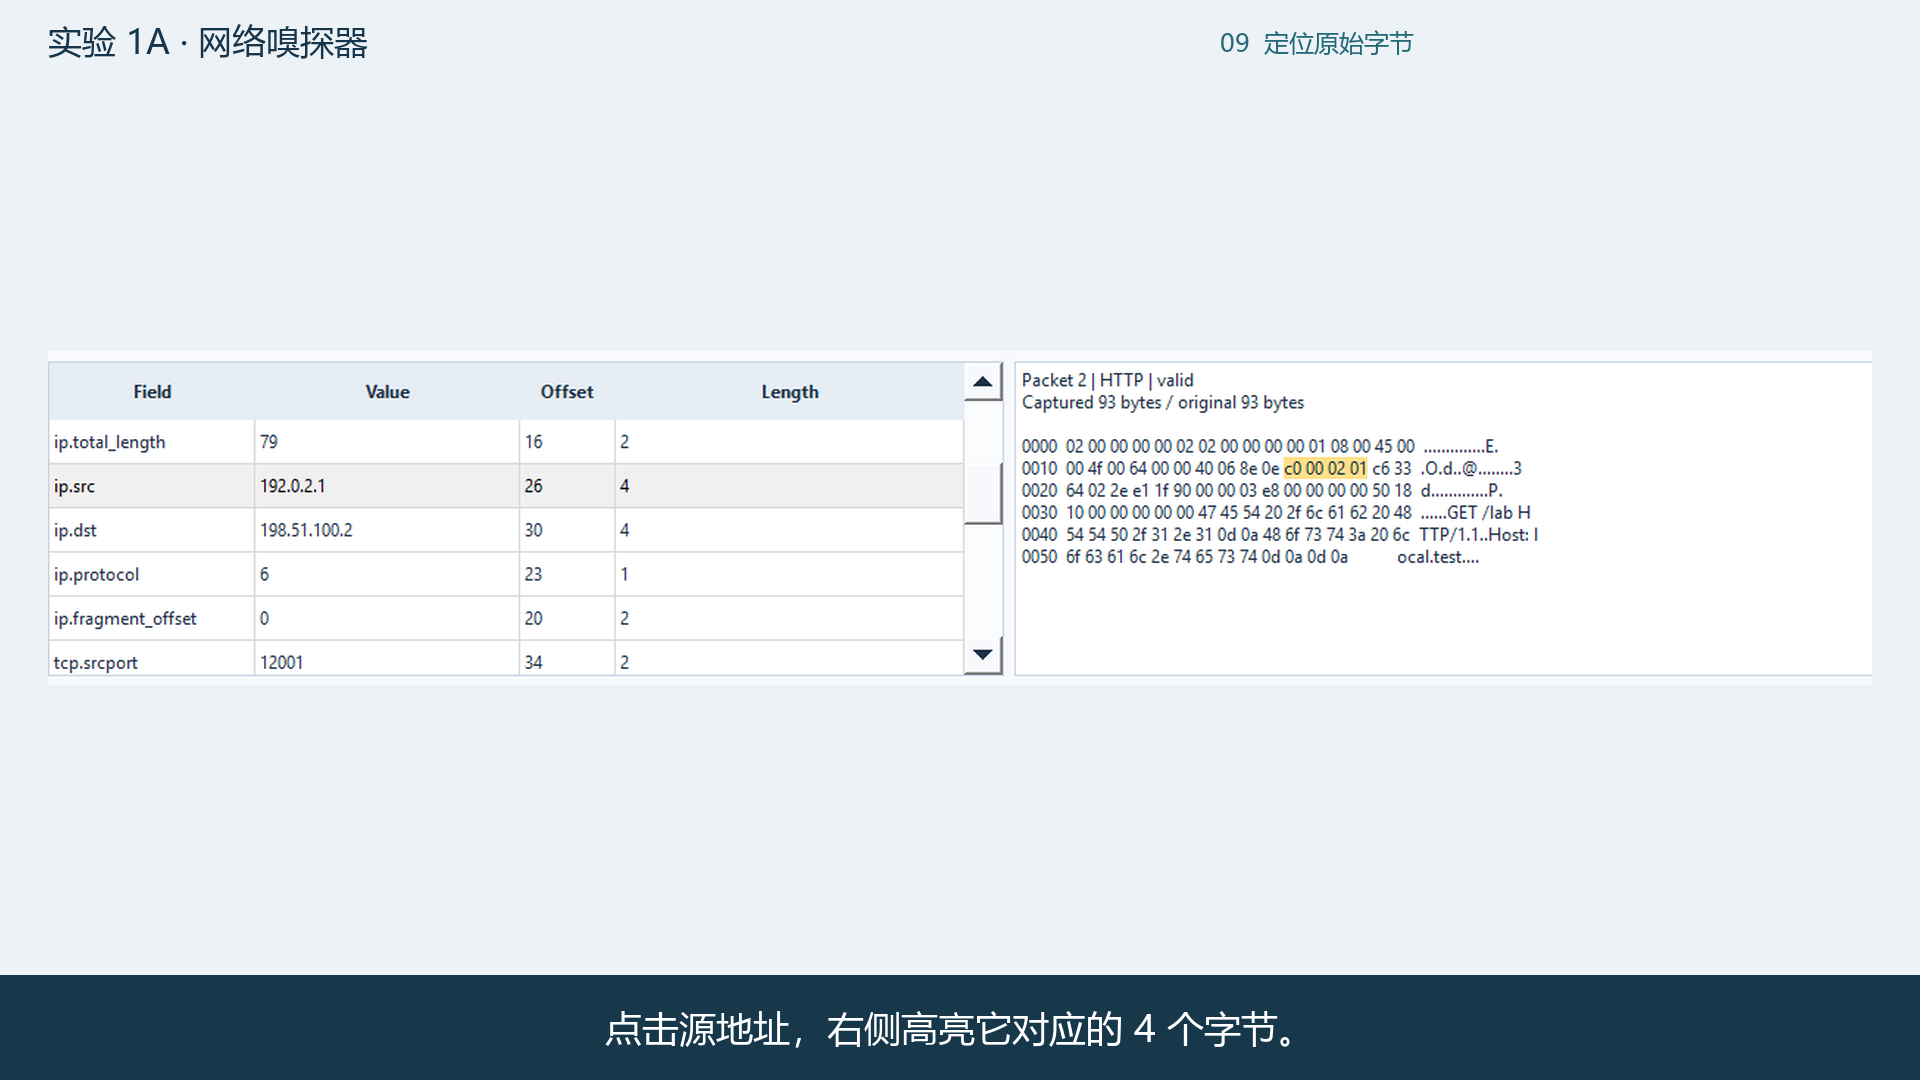 实验 1A · 网络嗅探器
09 定位原始字节
Field Value Offset Length
ip.total_length 79 16 2
ip.src 192.0.2.1 26 4
ip.dst 198.51.100.2 30 4
ip.protocol 6 23 1
ip.fragment_offset 0 20 2
tcp.srcport 12001 34 2
Packet 2 | HTTP | valid
Captured 93 bytes / original 93 bytes
0000 02 00 00 00 00 02 02 00 00 00 00 01 08 00 45 00 .............E.
0010 00 4f 00 64 00 00 40 06 8e 0e c0 00 02 01 c6 33 .O.d..@........3
0020 64 02 2e e1 1f 90 00 00 03 e8 00 00 00 00 50 18 d.............P.
0030 10 00 00 00 00 00 47 45 54 20 2f 6c 61 62 20 48 ......GET /lab H
0040 54 54 50 2f 31 2e 31 0d 0a 48 6f 73 74 3a 20 6c TTP/1.1..Host: l
0050 6f 63 61 6c 2e 74 65 73 74 0d 0a 0d 0a ocal.test....
点击源地址，右侧高亮它对应的 4 个字节。